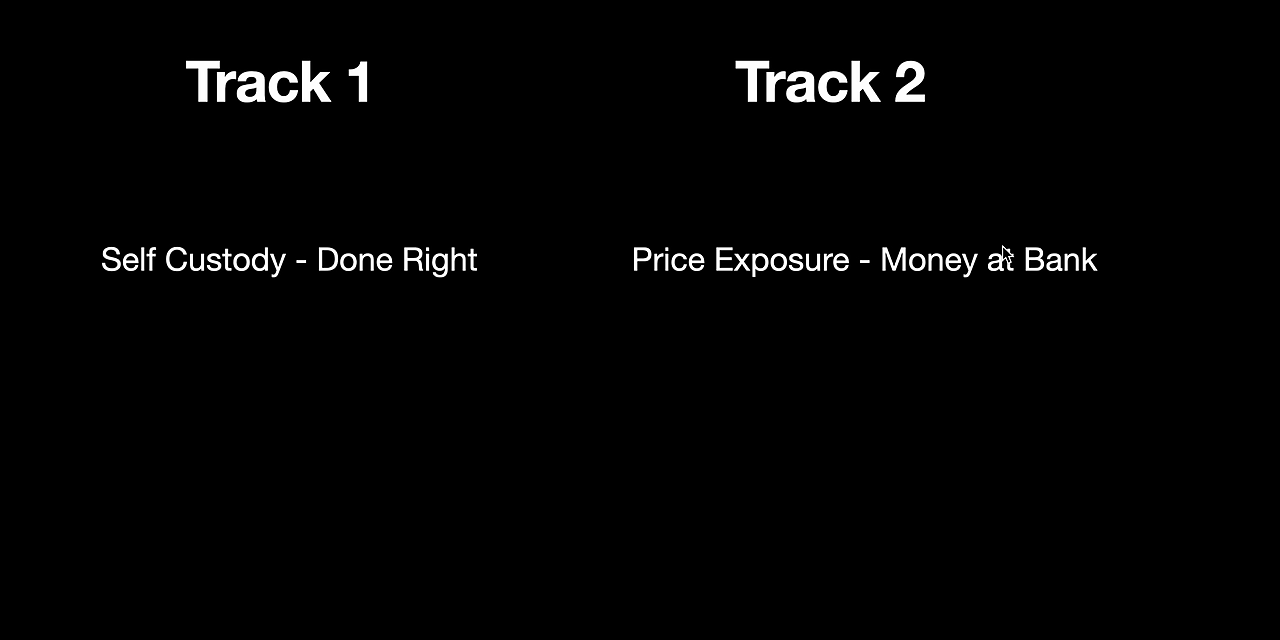 Track 1
Track 2
Self Custody - Done Right
Price Exposure - Money at Bank